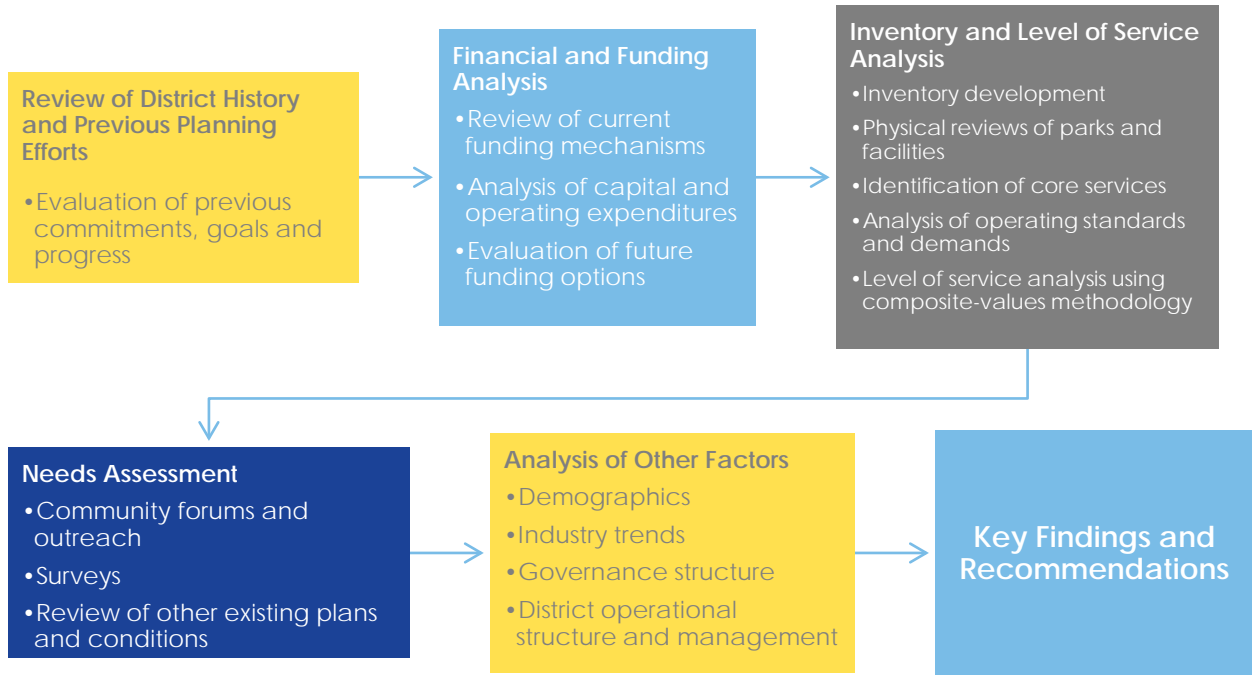 Review of District History
and Previous Planning
Efforts
•Evaluation of previous
commitments, goals and
progress
Financial and Funding
Analysis
•Review of current
funding mechanisms
•Analysis of capital and
operating expenditures
•Evaluation of future
funding options
Inventory and Level of Service
Analysis
•Inventory development
•Physical reviews of parks and
facilities
•Identification of core services
•Analysis of operating standards
and demands
•Level of service analysis using
composite-values methodology
Needs Assessment
•Community forums and
outreach
•Surveys
•Review of other existing plans
and conditions
Analysis of Other Factors
•Demographics
•Industry trends
•Governance structure
•District operational
structure and management
Key Findings and
Recommendations